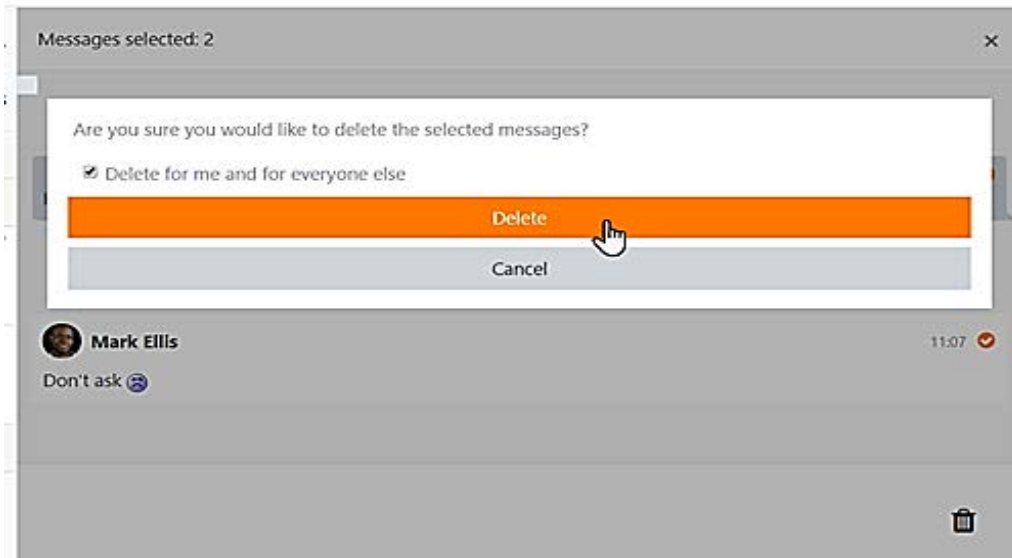 Messages selected: 2
Are you sure you would like to delete the selected messages?
Delete for me and for everyone else
Delete
Cancel
Mark Ellis 11:07
Don't ask